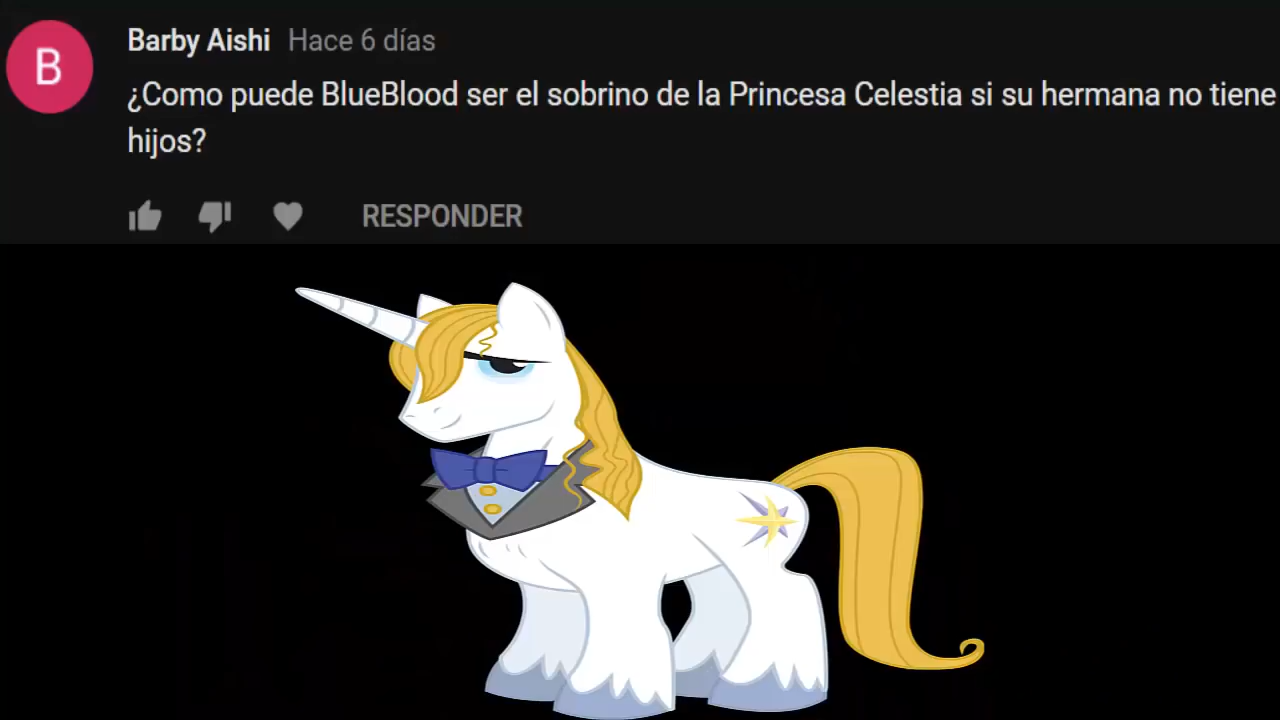 B
Barby Aishi Hace 6 días
¿Como puede BlueBlood ser el sobrino de la Princesa Celestia si su hermana no tiene
hijos?
RESPONDER